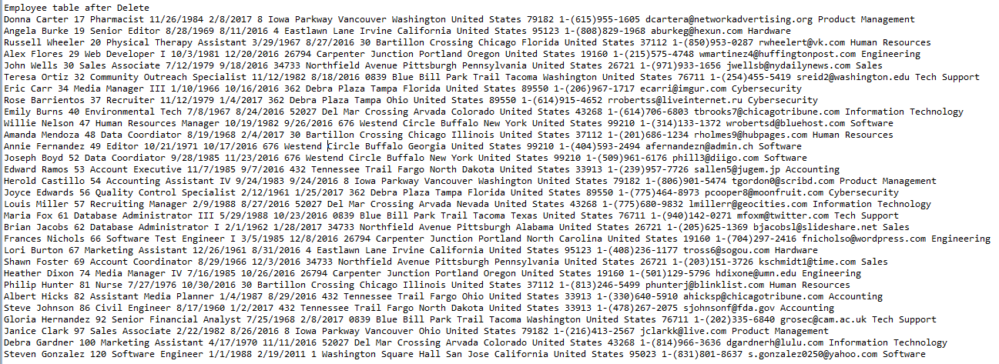 Employee table after Delete
Donna Carter 17 Pharmacist 11/26/1984 2/8/2017 8 Iowa Parkway Vancouver Washington United States 79182 1-(615)955-1605 dcartera@networkadvertising.org Product Management
Angela Burke 19 Senior Editor 8/28/1969 8/11/2016 4 Eastlawn Lane Irvine California United States 95123 1-(808)829-1968 aburkeg@hexun.com Hardware
Russell Wheeler 20 Physical Therapy Assistant 3/29/1967 8/27/2016 30 Bartillon Crossing Chicago Florida United States 37112 1-(850)953-0287 rwheelert@vk.com Human Resources
Alex Flores 29 Web Developer I 10/3/1981 12/20/2016 26794 Carpenter Junction Portland Oregon United States 19160 1-(215)575-4748 wmartinez4@huffingtonpost.com Engineering
John Wells 30 Sales Associate 7/12/1979 9/18/2016 34733 Northfield Avenue Pittsburgh Pennsylvania United States 26721 1-(971)933-1656 jwellsb@nydailynews.com Sales
Teresa Ortiz 32 Community Outreach Specialist 11/12/1982 8/18/2016 0839 Blue Bill Park Trail Tacoma Washington United States 76711 1-(254)455-5419 sreid2@washington.edu Tech Support
Eric Carr 34 Media Manager III 1/10/1966 10/16/2016 362 Debra Plaza Tampa Florida United States 89550 1-(206)967-1717 ecarri@imgur.com Cybersecurity
Rose Barrientos 37 Recruiter 11/12/1979 1/4/2017 362 Debra Plaza Tampa Ohio United States 89550 1-(614)915-4652 rrobertss@liveinternet.ru Cybersecurity
Emily Burns 40 Environmental Tech 7/8/1967 8/24/2016 52027 Del Mar Crossing Arvada Colorado United States 43268 1-(614)706-6803 tbrooks7@chicagotribune.com Information Technology
Willie Nelson 47 Human Resources Manager 10/19/1982 9/26/2016 676 Westend Circle Buffalo New York United States 99210 1-(314)133-1372 wrobertsd@bluehost.com Software
Amanda Mendoza 48 Data Coordiator 8/19/1968 2/4/2017 30 Bartillon Crossing Chicago Illinois United States 37112 1-(201)686-1234 rholmes9@hubpages.com Human Resources
Annie Fernandez 49 Editor 10/21/1971 10/17/2016 676 Westend Circle Buffalo Georgia United States 99210 1-(404)593-2494 afernandezn@admin.ch Software
Joseph Boyd 52 Data Coordiator 9/28/1985 11/23/2016 676 Westend Circle Buffalo New York United States 99210 1-(509)961-6176 phill3@diigo.com Software
Edward Ramos 53 Account Executive 11/7/1985 9/7/2016 432 Tennessee Trail Fargo North Dakota United States 33913 1-(239)957-7726 sallen5@jugem.jp Accounting
Herold Castillo 54 Accounting Assistant IV 9/24/1983 9/24/2016 8 Iowa Parkway Vancouver Washington United States 79182 1-(806)901-5474 tgordon0@scribd.com Product Management
Joyce Edwards 56 Quality Control Specialist 2/12/1961 1/25/2017 362 Debra Plaza Tampa Florida United States 89550 1-(775)464-8973 pcooper8@moonfruit.com Cybersecurity
Louis Miller 57 Recruiting Manager 2/9/1988 8/27/2016 52027 Del Mar Crossing Arvada Nevada United States 43268 1-(775)680-9832 lmillerr@geocities.com Information Technology
Maria Fox 61 Database Administrator III 5/29/1988 10/23/2016 0839 Blue Bill Park Trail Tacoma Texas United States 76711 1-(940)142-0271 mfoxm@twitter.com Tech Support
Brian Jacobs 62 Database Administrator I 2/1/1962 1/28/2017 34733 Northfield Avenue Pittsburgh Alabama United States 26721 1-(205)625-1369 bjacobsl@slideshare.net Sales
Frances Nichols 66 Software Test Engineer I 3/5/1985 12/8/2016 26794 Carpenter Junction Portland North Carolina United States 19160 1-(704)297-2416 fnicholso@wordpress.com Engineering
Lori Burton 67 Marketing Assistant 12/26/1961 8/31/2016 4 Eastlawn Lane Irvine California United States 95123 1-(408)236-1177 tross6@sogou.com Hardware
Shawn Foster 69 Account Coordinator 8/29/1966 12/3/2016 34733 Northfield Avenue Pittsburgh Pennsylvania United States 26721 1-(203)151-3726 kschmidt1@time.com Sales
Heather Dixon 74 Media Manager IV 7/16/1985 10/26/2016 26794 Carpenter Junction Portland Oregon United States 19160 1-(501)129-5796 hdixone@umn.edu Engineering
Philip Hunter 81 Nurse 7/27/1976 10/30/2016 30 Bartillon Crossing Chicago Illinois United States 37112 1-(813)246-5499 phunterj@blinklist.com Human Resources
Albert Hicks 82 Assistant Media Planner 1/4/1987 8/29/2016 432 Tennessee Trail Fargo Ohio United States 33913 1-(330)640-5910 ahicksp@chicagotribune.com Accounting
Steve Johnson 86 Civil Engineer 8/17/1960 1/2/2017 432 Tennessee Trail Fargo North Dakota United States 33913 1-(478)267-2075 sjohnsonf@fda.gov Accounting
Gloria Hernandez 92 Senior Financial Analyst 7/25/1968 2/8/2017 0839 Blue Bill Park Trail Tacoma Washington United States 76711 1-(202)335-6840 grosec@cam.ac.uk Tech Support
Janice Clark 97 Sales Associate 2/22/1982 8/26/2016 8 Iowa Parkway Vancouver Ohio United States 79182 1-(216)413-2567 jclarkk@live.com Product Management
Debra Gardner 100 Marketing Assistant 4/17/1970 11/11/2016 52027 Del Mar Crossing Arvada Colorado United States 43268 1-(814)966-3636 dgardnerh@lulu.com Information Technology
Steven Gonzalez 120 Software Engineer 1/1/1988 2/19/2011 1 Washington Square Hall San Jose California United States 95023 1-(831)801-8637 s.gonzalez0250@yahoo.com Software